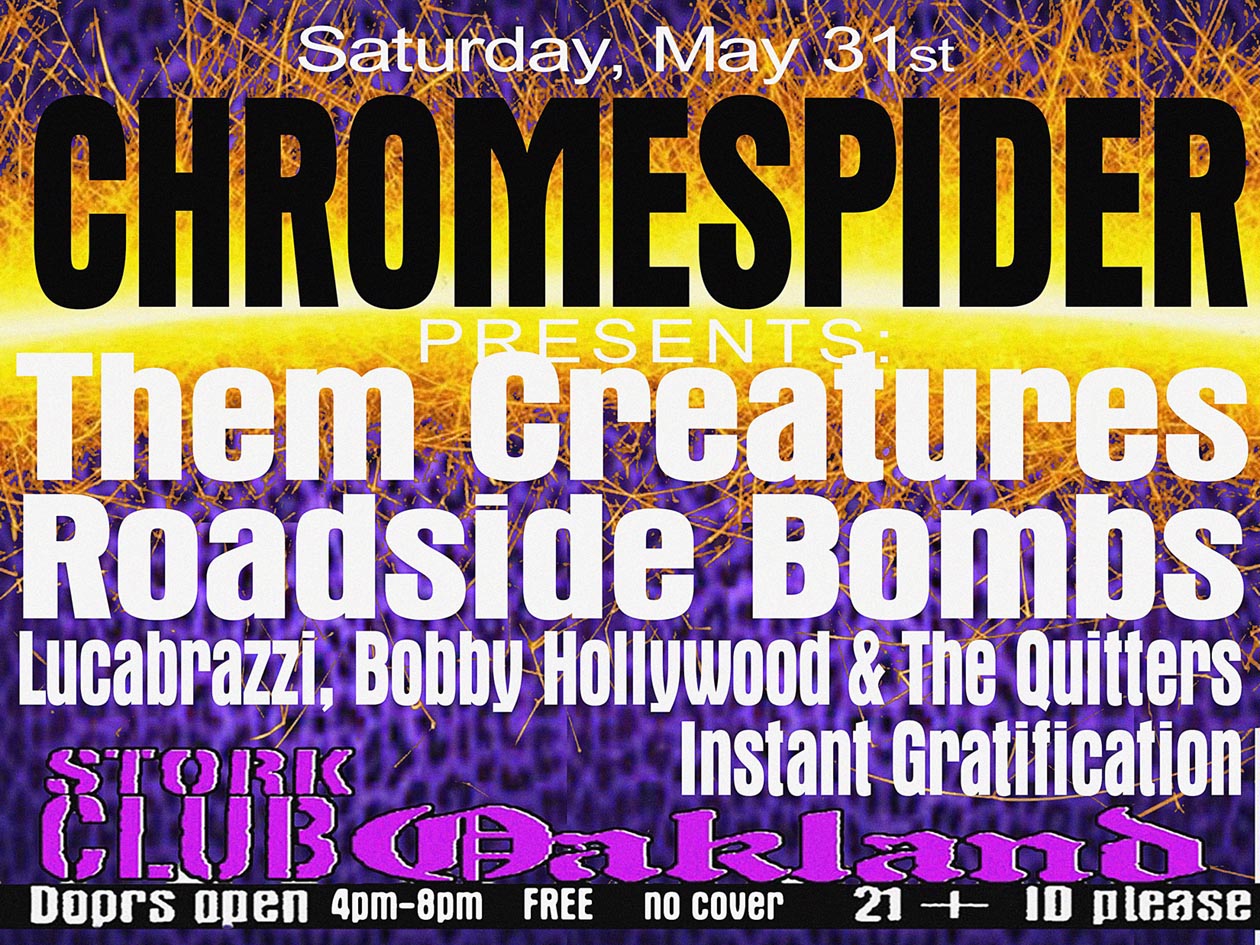 Saturday, May 31st
CHROMESPIDER
PRESENTS:
Them Creatures
Roadside Bombs
Lucabrazzi, Bobby Hollywood & The Quitters
Instant Gratification
STORK
CLUB Oakland
Doors open 4pm-8pm FREE no cover 21 + ID please